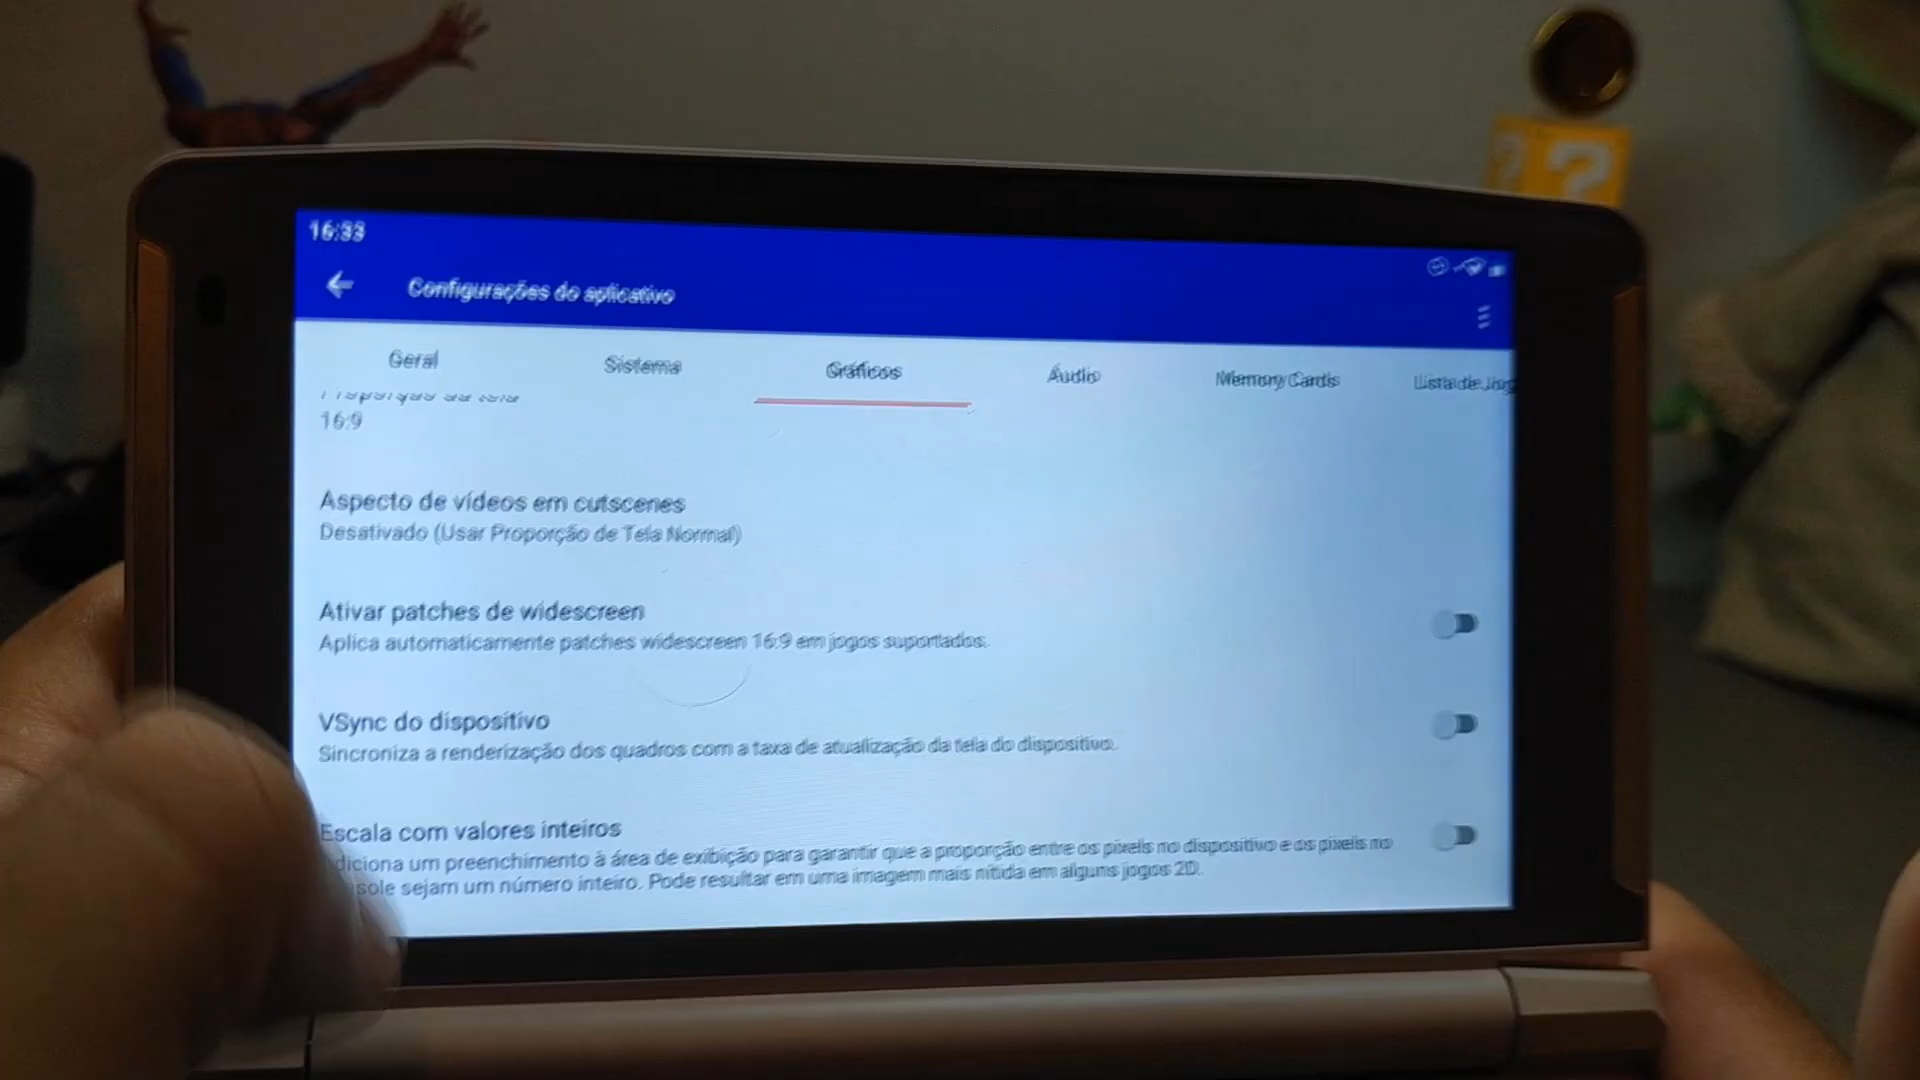 16:33
Configurações do aplicativo
Geral Sistema Gráficos Áudio Memory Cards Lista de Jog
16:9
Aspecto de vídeos em cutscenes
Desativado (Usar Proporção de Tela Normal)
Ativar patches de widescreen
Aplica automaticamente patches widescreen 16:9 em jogos suportados.
VSync do dispositivo
Sincroniza a renderização dos quadros com a taxa de atualização da tela do dispositivo.
Escala com valores inteiros
diciona um preenchimento à área de exibição para garantir que a proporção entre os pixels no dispositivo e os pixels no
sole sejam um número inteiro. Pode resultar em uma imagem mais nítida em alguns jogos 2D.
?
?